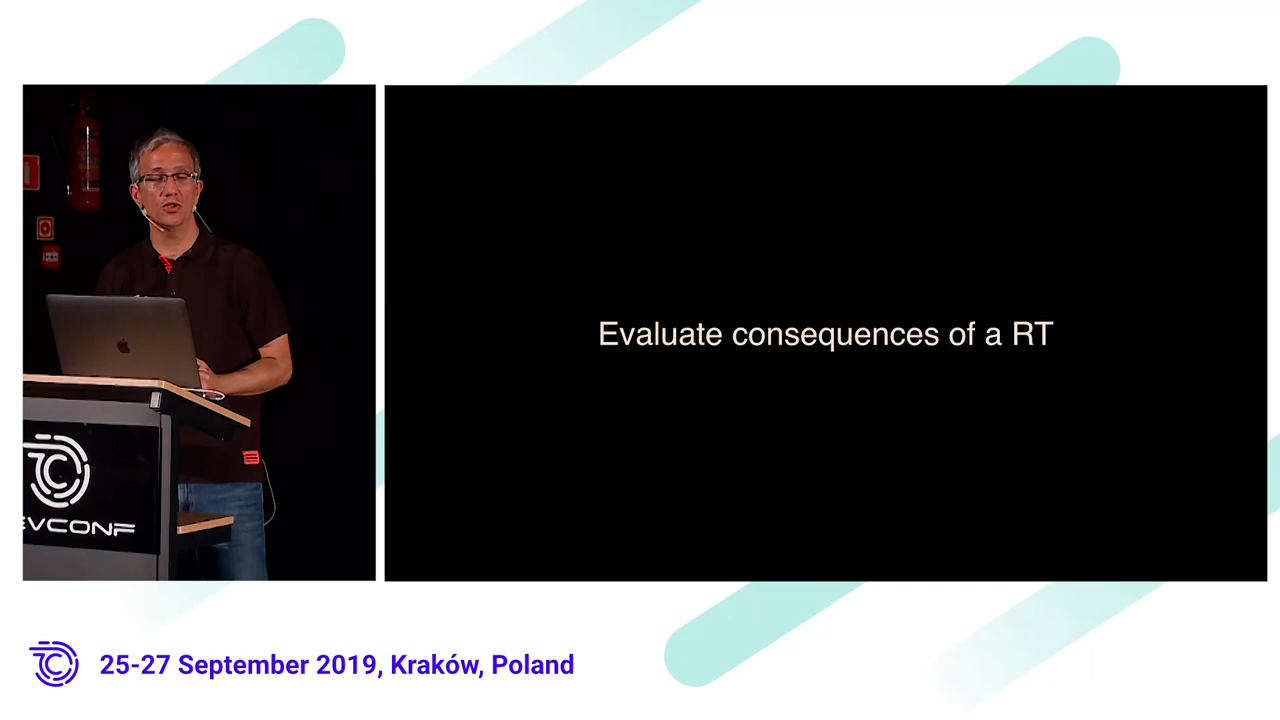 Evaluate consequences of a RT
EVCONF
25-27 September 2019, Kraków, Poland